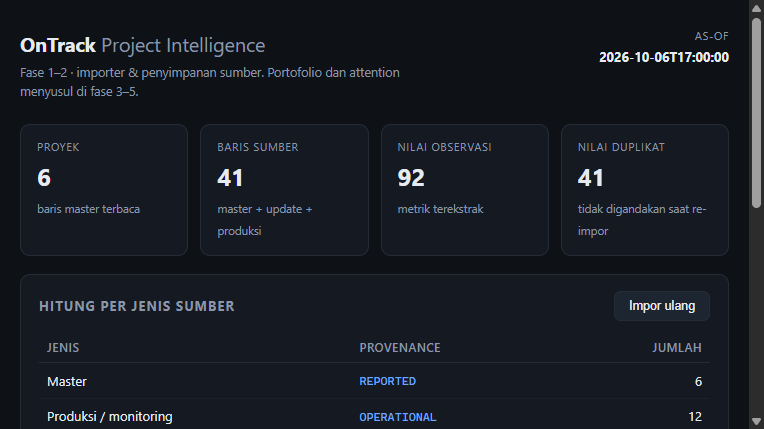 OnTrack Project Intelligence
AS-OF
2026-10-06T17:00:00
Fase 1–2 · importer & penyimpanan sumber. Portofolio dan attention
menyusul di fase 3–5.
PROYEK
6
baris master terbaca
BARIS SUMBER
41
master + update +
produksi
NILAI OBSERVASI
92
metrik terekstrak
NILAI DUPLIKAT
41
tidak digandakan saat re-
impor
HITUNG PER JENIS SUMBER
Impor ulang
JENIS PROVENANCE JUMLAH
Master REPORTED 6
Produksi / monitoring OPERATIONAL 12